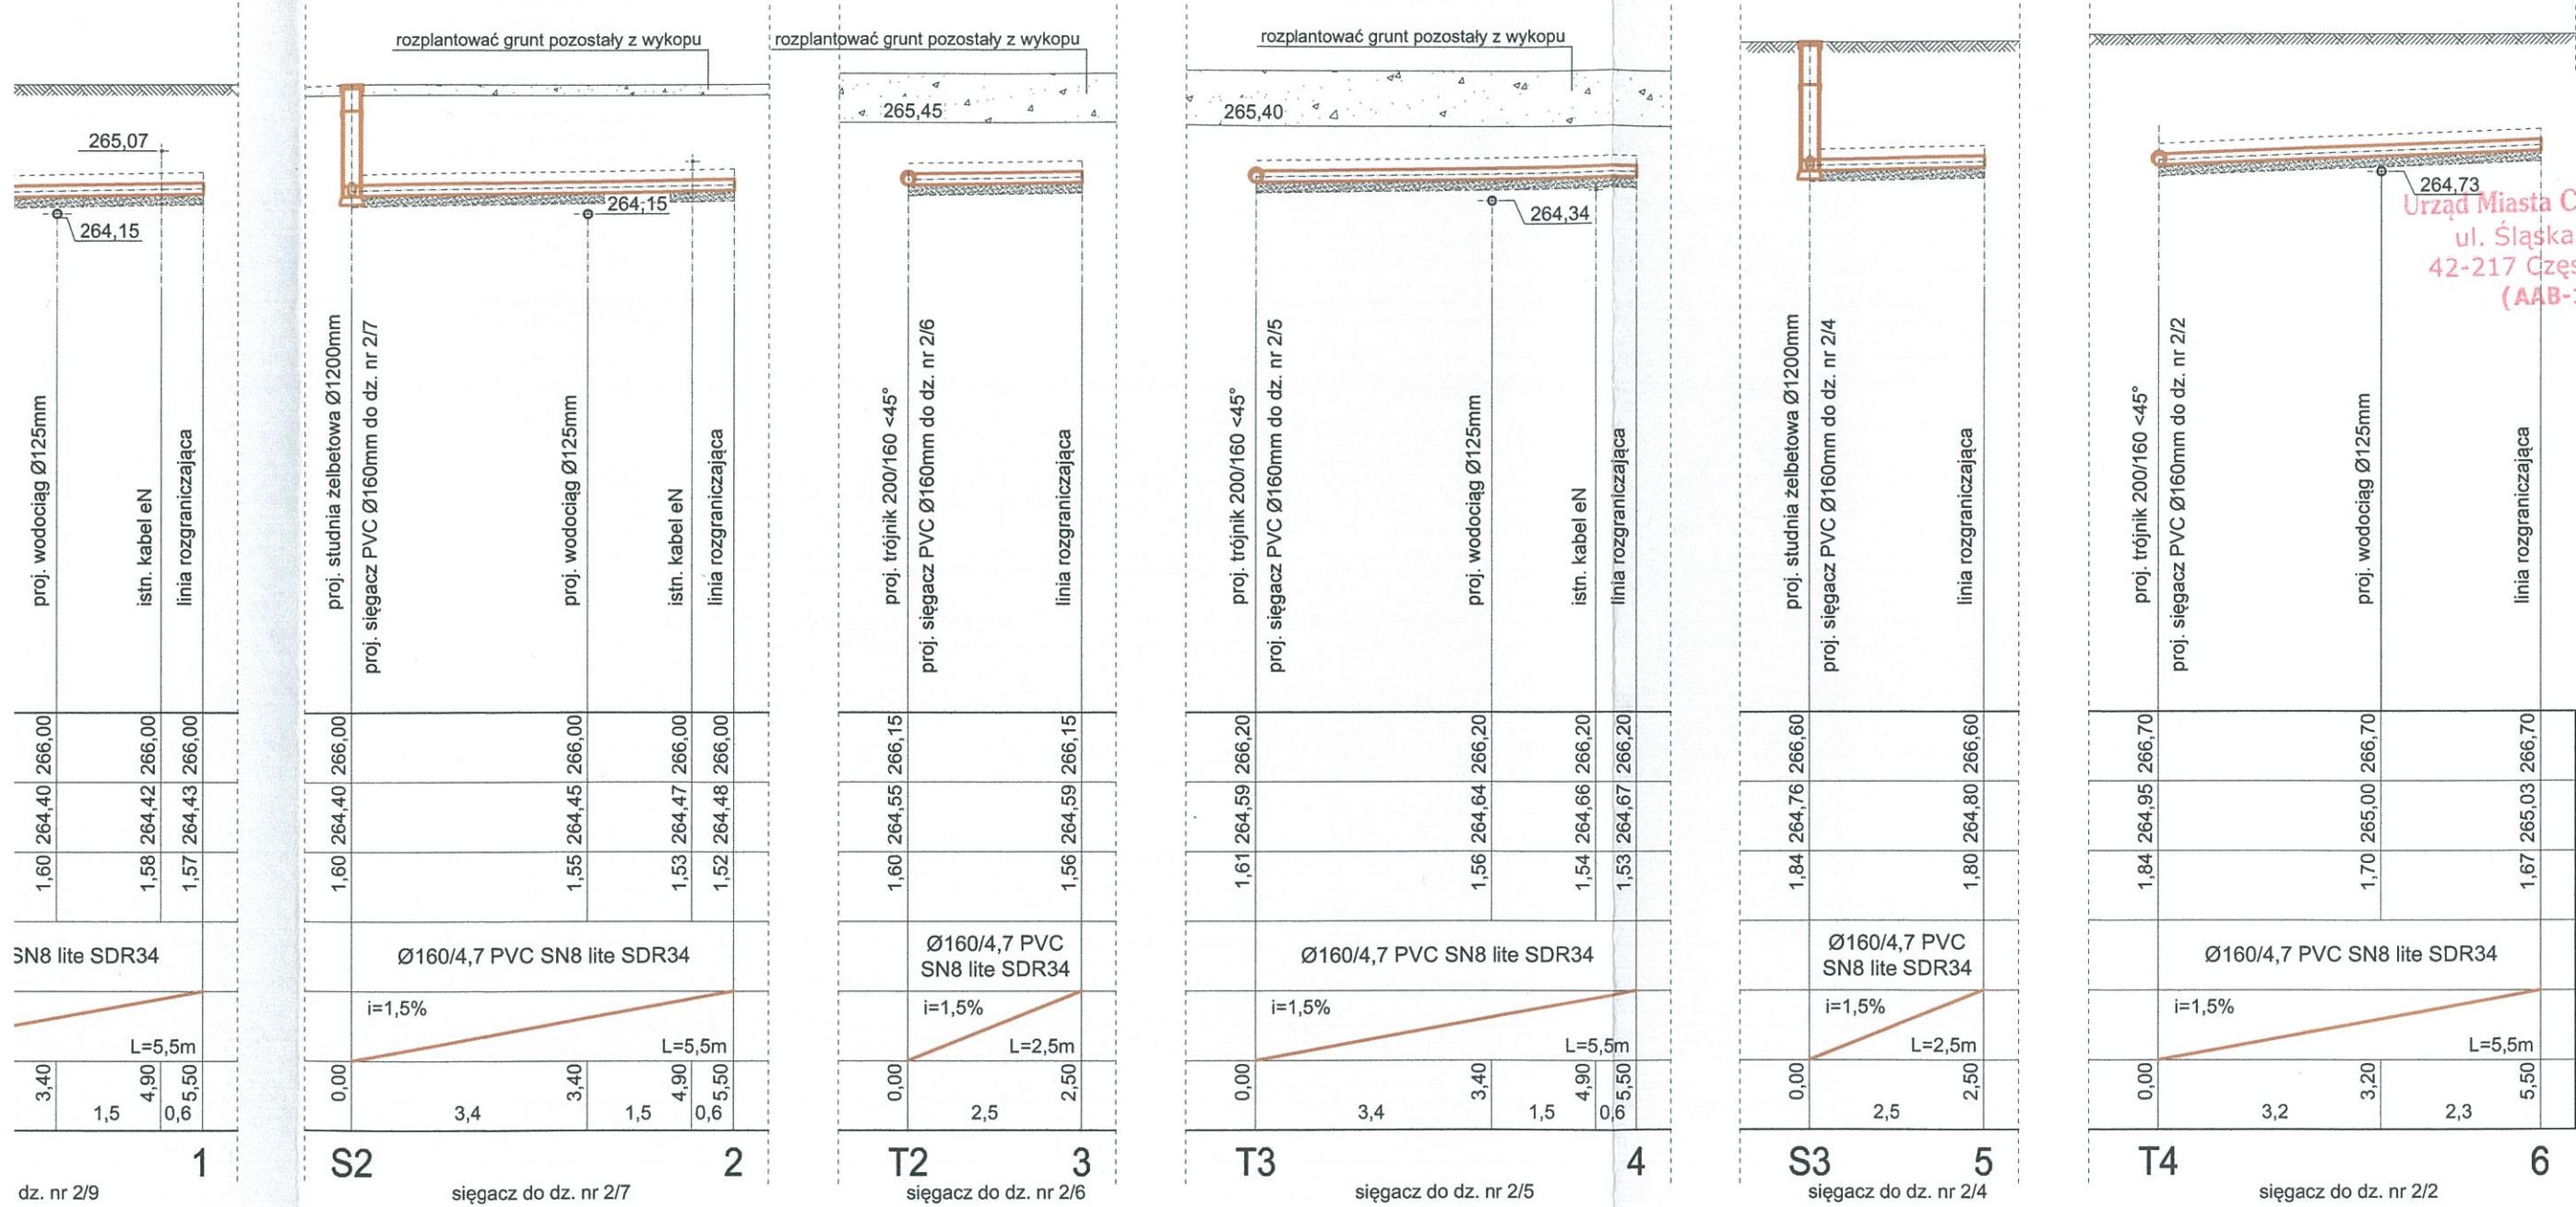 265,07
264,15
proj. wodociąg Ø125mm
istn. kabel eN
linia rozgraniczająca
266,00
266,00
266,00
264,40
264,42
264,43
1,60
1,58
1,57
SN8 lite SDR34
L=5,5m
3,40
4,90
5,50
1,5
0,6
1
dz. nr 2/9
rozplantować grunt pozostały z wykopu
264,15
proj. studnia żelbetowa Ø1200mm
proj. sięgacz PVC Ø160mm do dz. nr 2/7
proj. wodociąg Ø125mm
istn. kabel eN
linia rozgraniczająca
266,00
266,00
266,00
266,00
264,40
264,45
264,47
264,48
1,60
1,55
1,53
1,52
Ø160/4,7 PVC SN8 lite SDR34
i=1,5%
L=5,5m
0,00
3,40
4,90
5,50
3,4
1,5
0,6
S2
2
sięgacz do dz. nr 2/7
rozplantować grunt pozostały z wykopu
265,45
proj. trójnik 200/160 <45°
proj. sięgacz PVC Ø160mm do dz. nr 2/6
linia rozgraniczająca
266,15
266,15
264,55
264,59
1,60
1,56
Ø160/4,7 PVC
SN8 lite SDR34
i=1,5%
L=2,5m
0,00
2,50
2,5
T2
3
sięgacz do dz. nr 2/6
rozplantować grunt pozostały z wykopu
265,40
264,34
proj. trójnik 200/160 <45°
proj. sięgacz PVC Ø160mm do dz. nr 2/5
proj. wodociąg Ø125mm
istn. kabel eN
linia rozgraniczająca
266,20
266,20
266,20
266,20
264,59
264,64
264,66
264,67
1,61
1,56
1,54
1,53
Ø160/4,7 PVC SN8 lite SDR34
i=1,5%
L=5,5m
0,00
3,40
4,90
5,50
3,4
1,5
0,6
T3
4
sięgacz do dz. nr 2/5
proj. studnia żelbetowa Ø1200mm
proj. sięgacz PVC Ø160mm do dz. nr 2/4
linia rozgraniczająca
266,60
266,60
264,76
264,80
1,84
1,80
Ø160/4,7 PVC
SN8 lite SDR34
i=1,5%
L=2,5m
0,00
2,50
2,5
S3
5
sięgacz do dz. nr 2/4
264,73
Urząd Miasta C
ul. Śląska
42-217 Częs
(AAB-
proj. trójnik 200/160 <45°
proj. sięgacz PVC Ø160mm do dz. nr 2/2
proj. wodociąg Ø125mm
linia rozgraniczająca
266,70
266,70
266,70
264,95
265,00
265,03
1,84
1,70
1,67
Ø160/4,7 PVC SN8 lite SDR34
i=1,5%
L=5,5m
0,00
3,20
5,50
3,2
2,3
T4
6
sięgacz do dz. nr 2/2